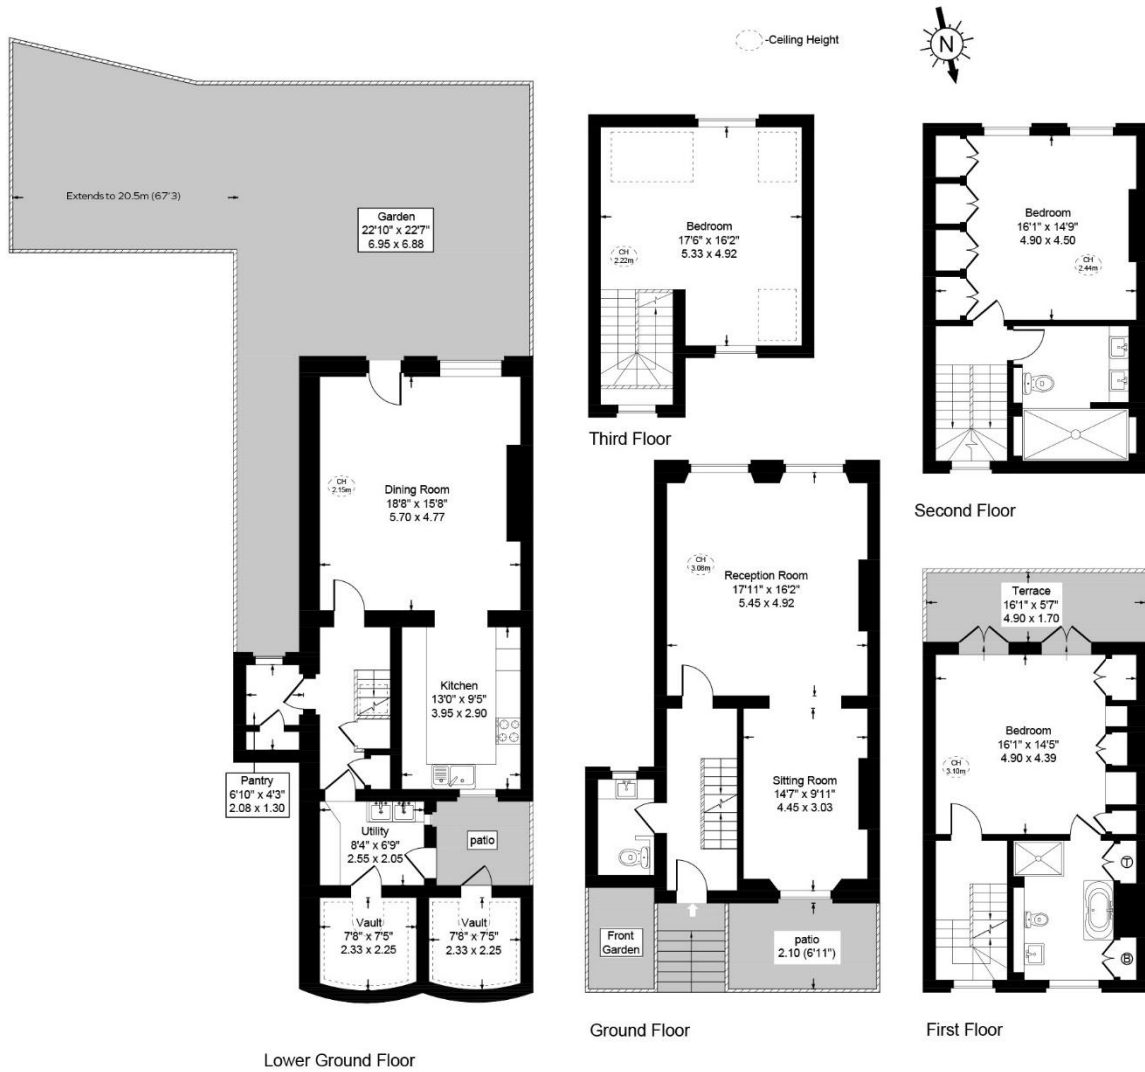 -Ceiling Height
N
Extends to 20.5m (67'3)
Garden
22'10" x 22'7"
6.95 x 6.88
CH
2.15m
Dining Room
18'8" x 15'8"
5.70 x 4.77
Kitchen
13'0" x 9'5"
3.95 x 2.90
Pantry
6'10" x 4'3"
2.08 x 1.30
Utility
8'4" x 6'9"
2.55 x 2.05
patio
Vault
7'8" x 7'5"
2.33 x 2.25
Vault
7'8" x 7'5"
2.33 x 2.25
Lower Ground Floor
Bedroom
17'6" x 16'2"
5.33 x 4.92
CH
2.22m
Third Floor
CH
3.08m
Reception Room
17'11" x 16'2"
5.45 x 4.92
Sitting Room
14'7" x 9'11"
4.45 x 3.03
Front
Garden
patio
2.10 (6'11")
Ground Floor
Bedroom
16'1" x 14'9"
4.90 x 4.50
CH
2.44m
Second Floor
Terrace
16'1" x 5'7"
4.90 x 1.70
Bedroom
16'1" x 14'5"
4.90 x 4.39
CH
3.10m
T
B
First Floor